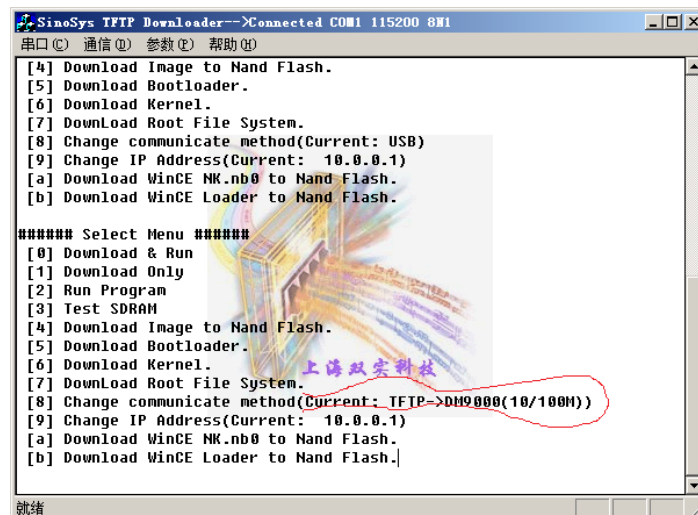 SinoSys TFTP Downloader-->Connected COM1 115200 8N1
串口(C) 通信(D) 参数(P) 帮助(H)
[4] Download Image to Nand Flash.
[5] Download Bootloader.
[6] Download Kernel.
[7] DownLoad Root File System.
[8] Change communicate method(Current: USB)
[9] Change IP Address(Current:  10.0.0.1)
[a] Download WinCE NK.nb0 to Nand Flash.
[b] Download WinCE Loader to Nand Flash.
###### Select Menu ######
[0] Download & Run
[1] Download Only
[2] Run Program
[3] Test SDRAM
[4] Download Image to Nand Flash.
[5] Download Bootloader.
[6] Download Kernel.
上海双实科技
[7] DownLoad Root File System.
[8] Change communicate method(Current: TFTP->DM9000(10/100M))
[9] Change IP Address(Current:  10.0.0.1)
[a] Download WinCE NK.nb0 to Nand Flash.
[b] Download WinCE Loader to Nand Flash.
就绪